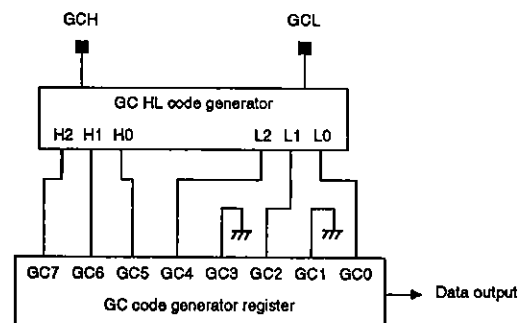 GCH GCL
GC HL code generator
H2 H1 H0 L2 L1 L0
GC7 GC6 GC5 GC4 GC3 GC2 GC1 GC0
GC code generator register
Data output